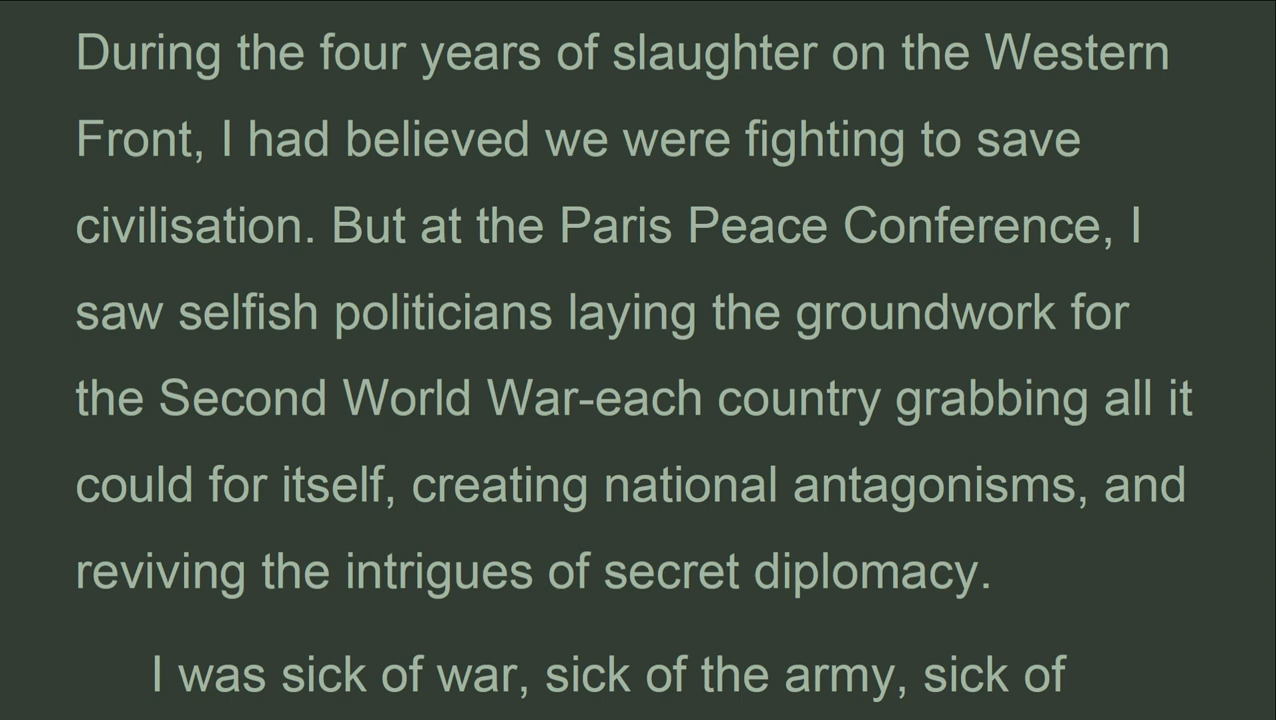 During the four years of slaughter on the Western
Front, I had believed we were fighting to save
civilisation. But at the Paris Peace Conference, I
saw selfish politicians laying the groundwork for
the Second World War-each country grabbing all it
could for itself, creating national antagonisms, and
reviving the intrigues of secret diplomacy.
I was sick of war, sick of the army, sick of